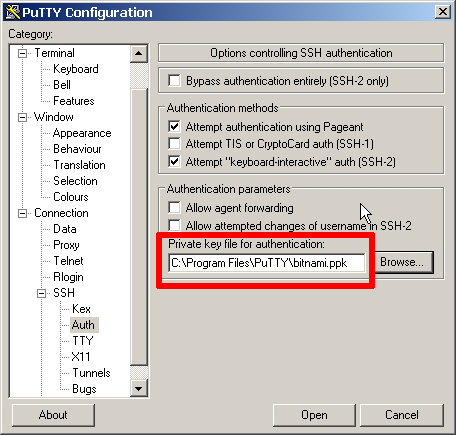 PuTTY Configuration
Category:
Terminal
Keyboard
Bell
Features
Window
Appearance
Behaviour
Translation
Selection
Colours
Connection
Data
Proxy
Telnet
Rlogin
SSH
Kex
Auth
TTY
X11
Tunnels
Bugs
Options controlling SSH authentication
Bypass authentication entirely (SSH-2 only)
Authentication methods
Attempt authentication using Pageant
Attempt TIS or CryptoCard auth (SSH-1)
Attempt "keyboard-interactive" auth (SSH-2)
Authentication parameters
Allow agent forwarding
Allow attempted changes of username in SSH-2
Private key file for authentication:
C:\Program Files\PuTTY\bitnami.ppk
Browse...
About
Open
Cancel